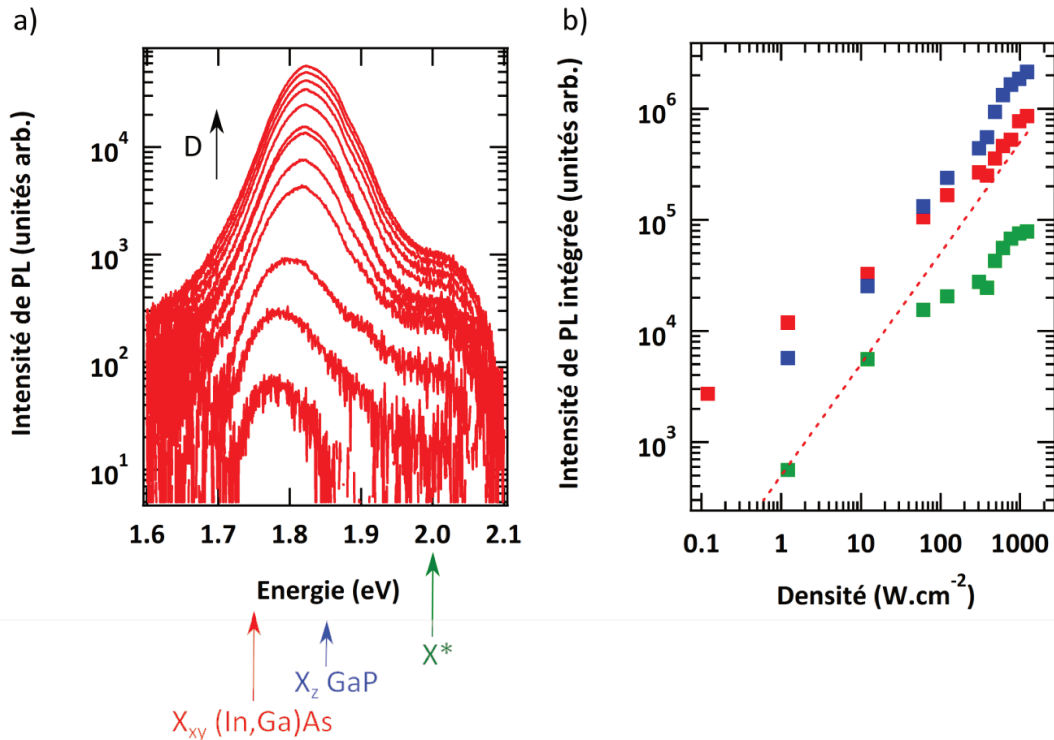 a)
Intensité de PL (unités arb.)
10⁴
10³
10²
10¹
D
1.6 1.7 1.8 1.9 2.0 2.1
Energie (eV)
X*
X_z GaP
X_xy (In,Ga)As
b)
Intensité de PL intégrée (unités arb.)
10⁶
10⁵
10⁴
10³
0.1 1 10 100 1000
Densité (W.cm⁻²)